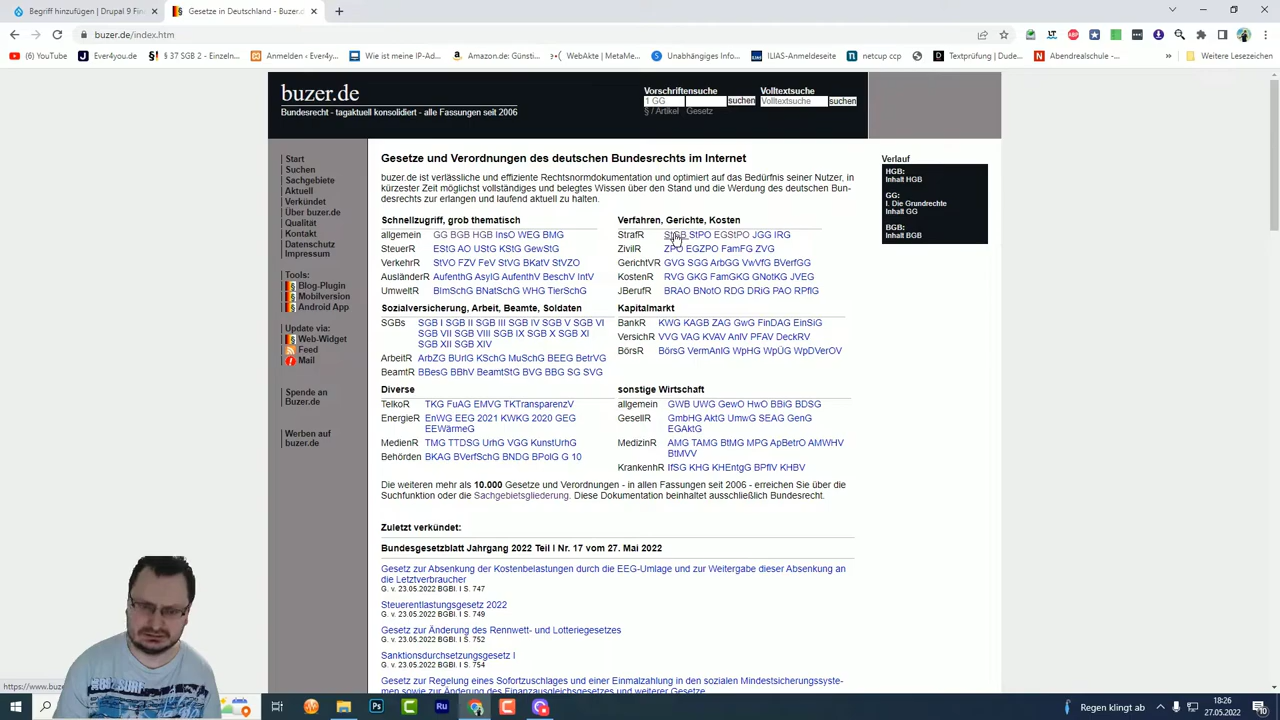 Begriff hinzufügen | Drupal 9 Finx
Gesetze in Deutschland - Buzer.d
buzer.de/index.htm
(6) YouTube
Ever4you.de
§ 37 SGB 2 - Einzeln...
Anmelden ‹ Ever4y...
Wie ist meine IP-Ad...
Amazon.de: Günsti...
WebAkte | MetaMe...
Unabhängiges Infor...
ILIAS-Anmeldeseite
netcup ccp
Textprüfung | Dude...
Abendrealschule -...
Weitere Lesezeichen
buzer.de
Bundesrecht - tagaktuell konsolidiert - alle Fassungen seit 2006
Vorschriftensuche
1 GG
suchen
§ / Artikel Gesetz
Volltextsuche
Volltextsuche
suchen
Start
Suchen
Sachgebiete
Aktuell
Verkündet
Über buzer.de
Qualität
Kontakt
Datenschutz
Impressum
Tools:
Blog-Plugin
Mobilversion
Android App
Update via:
Web-Widget
Feed
Mail
Spende an
Buzer.de
Werben auf
buzer.de
Gesetze und Verordnungen des deutschen Bundesrechts im Internet
buzer.de ist verlässliche und effiziente Rechtsnormdokumentation und optimiert auf das Bedürfnis seiner Nutzer, in
kürzester Zeit möglichst vollständiges und belegtes Wissen über den Stand und die Werdung des deutschen Bun-
desrechts zur erlangen und laufend aktuell zu halten.
Schnellzugriff, grob thematisch
allgemein GG BGB HGB InsO WEG BMG
SteuerR EStG AO UStG KStG GewStG
VerkehrR StVO FZV FeV StVG BKatV StVZO
AusländerR AufenthG AsylG AufenthV BeschV IntV
UmweltR BImSchG BNatSchG WHG TierSchG
Verfahren, Gerichte, Kosten
StrafR StGB StPO EGStPO JGG IRG
ZivilR ZPO EGZPO FamFG ZVG
GerichtVR GVG SGG ArbGG VwVfG BVerfGG
KostenR RVG GKG FamGKG GNotKG JVEG
JBerufR BRAO BNotO RDG DRiG PAO RPflG
Sozialversicherung, Arbeit, Beamte, Soldaten
SGBs SGB I SGB II SGB III SGB IV SGB V SGB VI
SGB VII SGB VIII SGB IX SGB X SGB XI
SGB XII SGB XIV
ArbeitR ArbZG BUrlG KSchG MuSchG BEEG BetrVG
BeamtR BBesG BBhV BeamtStG BVG BBG SG SVG
Kapitalmarkt
BankR KWG KAGB ZAG GwG FinDAG EinSiG
VersichR VVG VAG KVAV AnlV PFAV DeckRV
BörsR BörsG VermAnlG WpHG WpÜG WpDVerOV
Diverse
TelkoR TKG FuAG EMVG TKTransparenzV
EnergieR EnWG EEG 2021 KWKG 2020 GEG
EEWärmeG
MedienR TMG TTDSG UrhG VGG KunstUrhG
Behörden BKAG BVerfSchG BNDG BPolG G 10
sonstige Wirtschaft
allgemein GWB UWG GewO HwO BBiG BDSG
GesellR GmbHG AktG UmwG SEAG GenG
EGAktG
MedizinR AMG TAMG BtMG MPG ApBetrO AMWHV
BtMVV
KrankenhR IfSG KHG KHEntgG BPflV KHBV
Die weiteren mehr als 10.000 Gesetze und Verordnungen - in allen Fassungen seit 2006 - erreichen Sie über die
Suchfunktion oder die Sachgebietsgliederung. Diese Dokumentation beinhaltet ausschließlich Bundesrecht.
Zuletzt verkündet:
Bundesgesetzblatt Jahrgang 2022 Teil I Nr. 17 vom 27. Mai 2022
Gesetz zur Absenkung der Kostenbelastungen durch die EEG-Umlage und zur Weitergabe dieser Absenkung an
die Letztverbraucher
G. v. 23.05.2022 BGBl. I S. 747
Steuerentlastungsgesetz 2022
G. v. 23.05.2022 BGBl. I S. 749
Gesetz zur Änderung des Rennwett- und Lotteriegesetzes
G. v. 23.05.2022 BGBl. I S. 752
Sanktionsdurchsetzungsgesetz I
G. v. 23.05.2022 BGBl. I S. 754
Gesetz zur Regelung eines Sofortzuschlages und einer Einmalzahlung in den sozialen Mindestsicherungssyste-
men sowie zur Änderung des Finanzausgleichsgesetzes und weiterer Gesetze
Verlauf
HGB:
Inhalt HGB
GG:
I. Die Grundrechte
Inhalt GG
BGB:
Inhalt BGB
https://www.buze
Regen klingt ab
18:26
27.05.2022